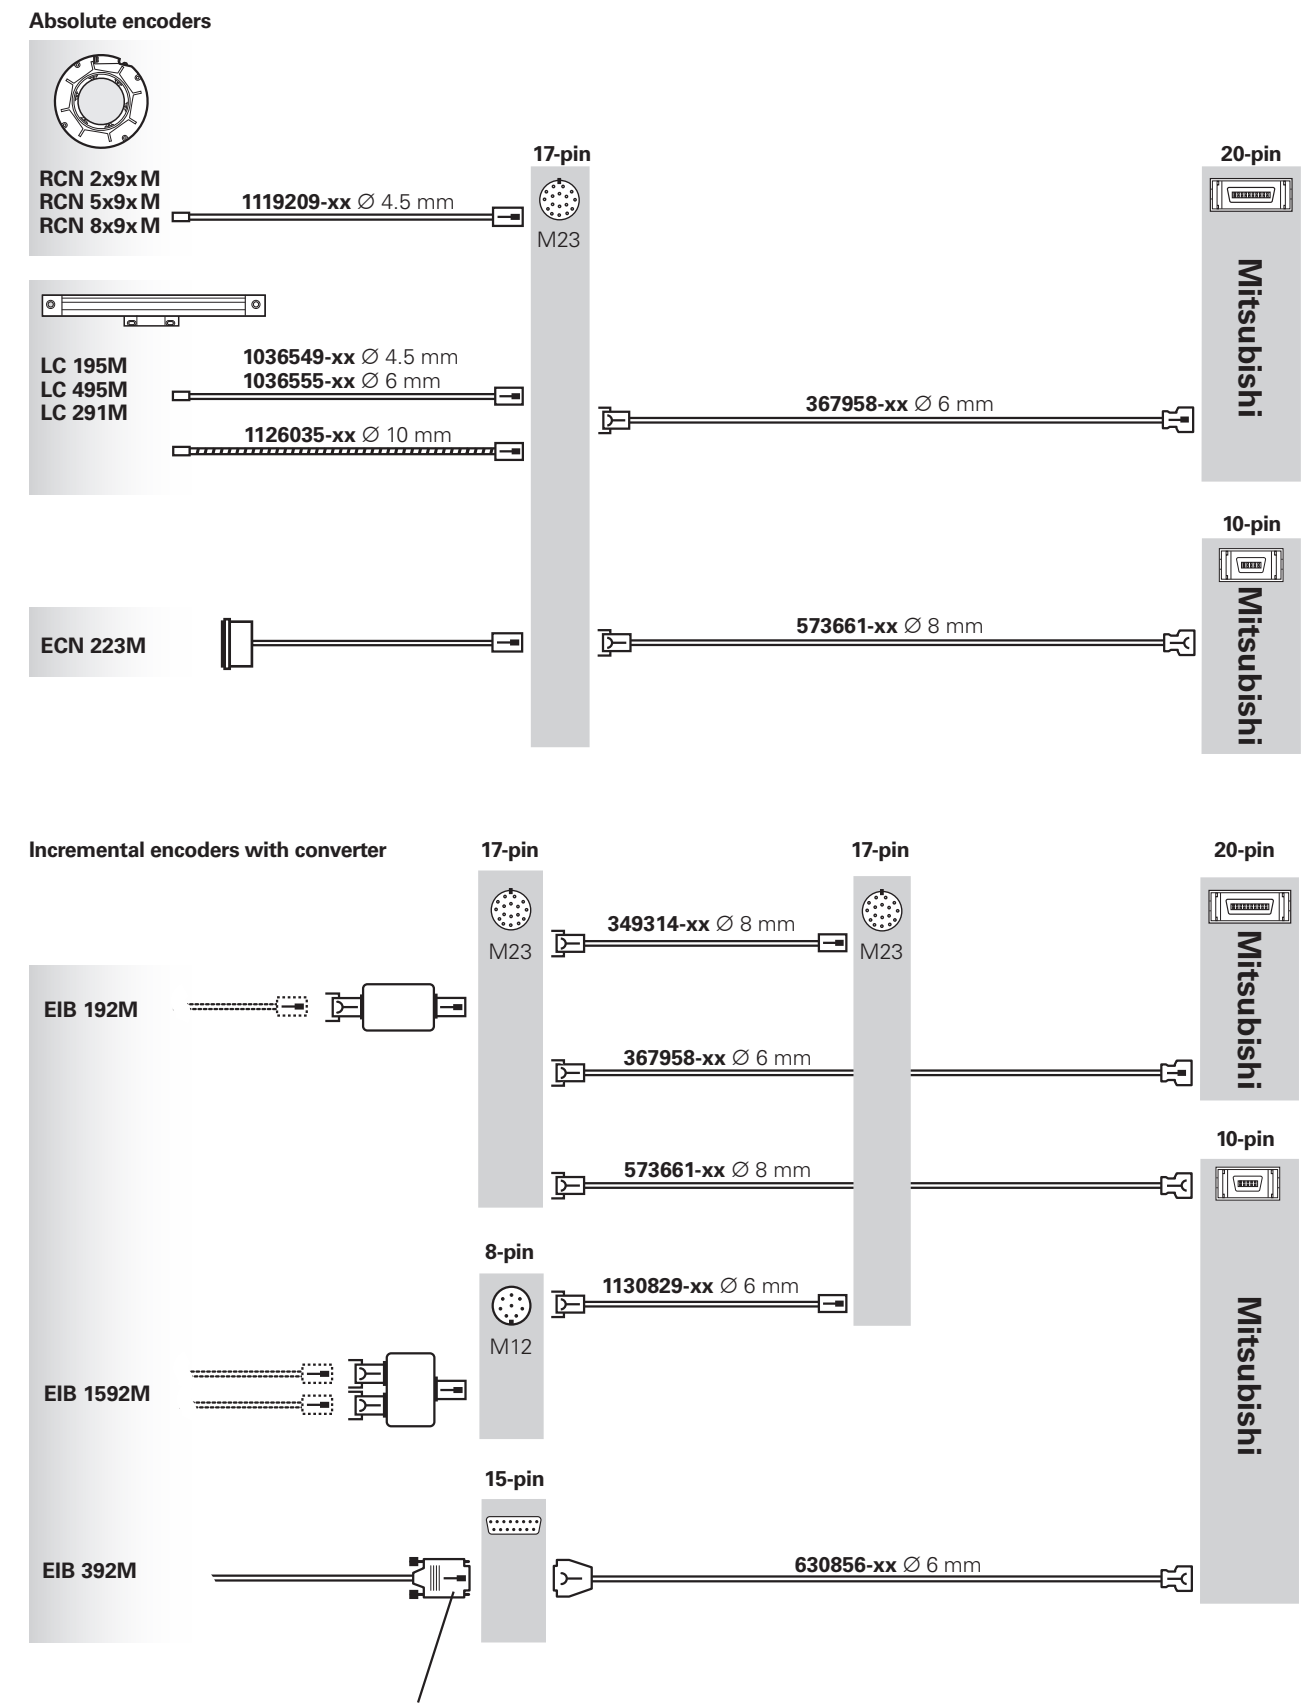 Absolute encoders
17-pin
20-pin
RCN 2x9x M
RCN 5x9x M
RCN 8x9x M
1119209-xx Ø 4.5 mm
M23
Mitsubishi
LC 195M
LC 495M
LC 291M
1036549-xx Ø 4.5 mm
1036555-xx Ø 6 mm
1126035-xx Ø 10 mm
367958-xx Ø 6 mm
10-pin
Mitsubishi
ECN 223M
573661-xx Ø 8 mm
Incremental encoders with converter
17-pin
17-pin
20-pin
M23
349314-xx Ø 8 mm
M23
Mitsubishi
EIB 192M
367958-xx Ø 6 mm
10-pin
573661-xx Ø 8 mm
8-pin
1130829-xx Ø 6 mm
M12
Mitsubishi
EIB 1592M
15-pin
EIB 392M
630856-xx Ø 6 mm